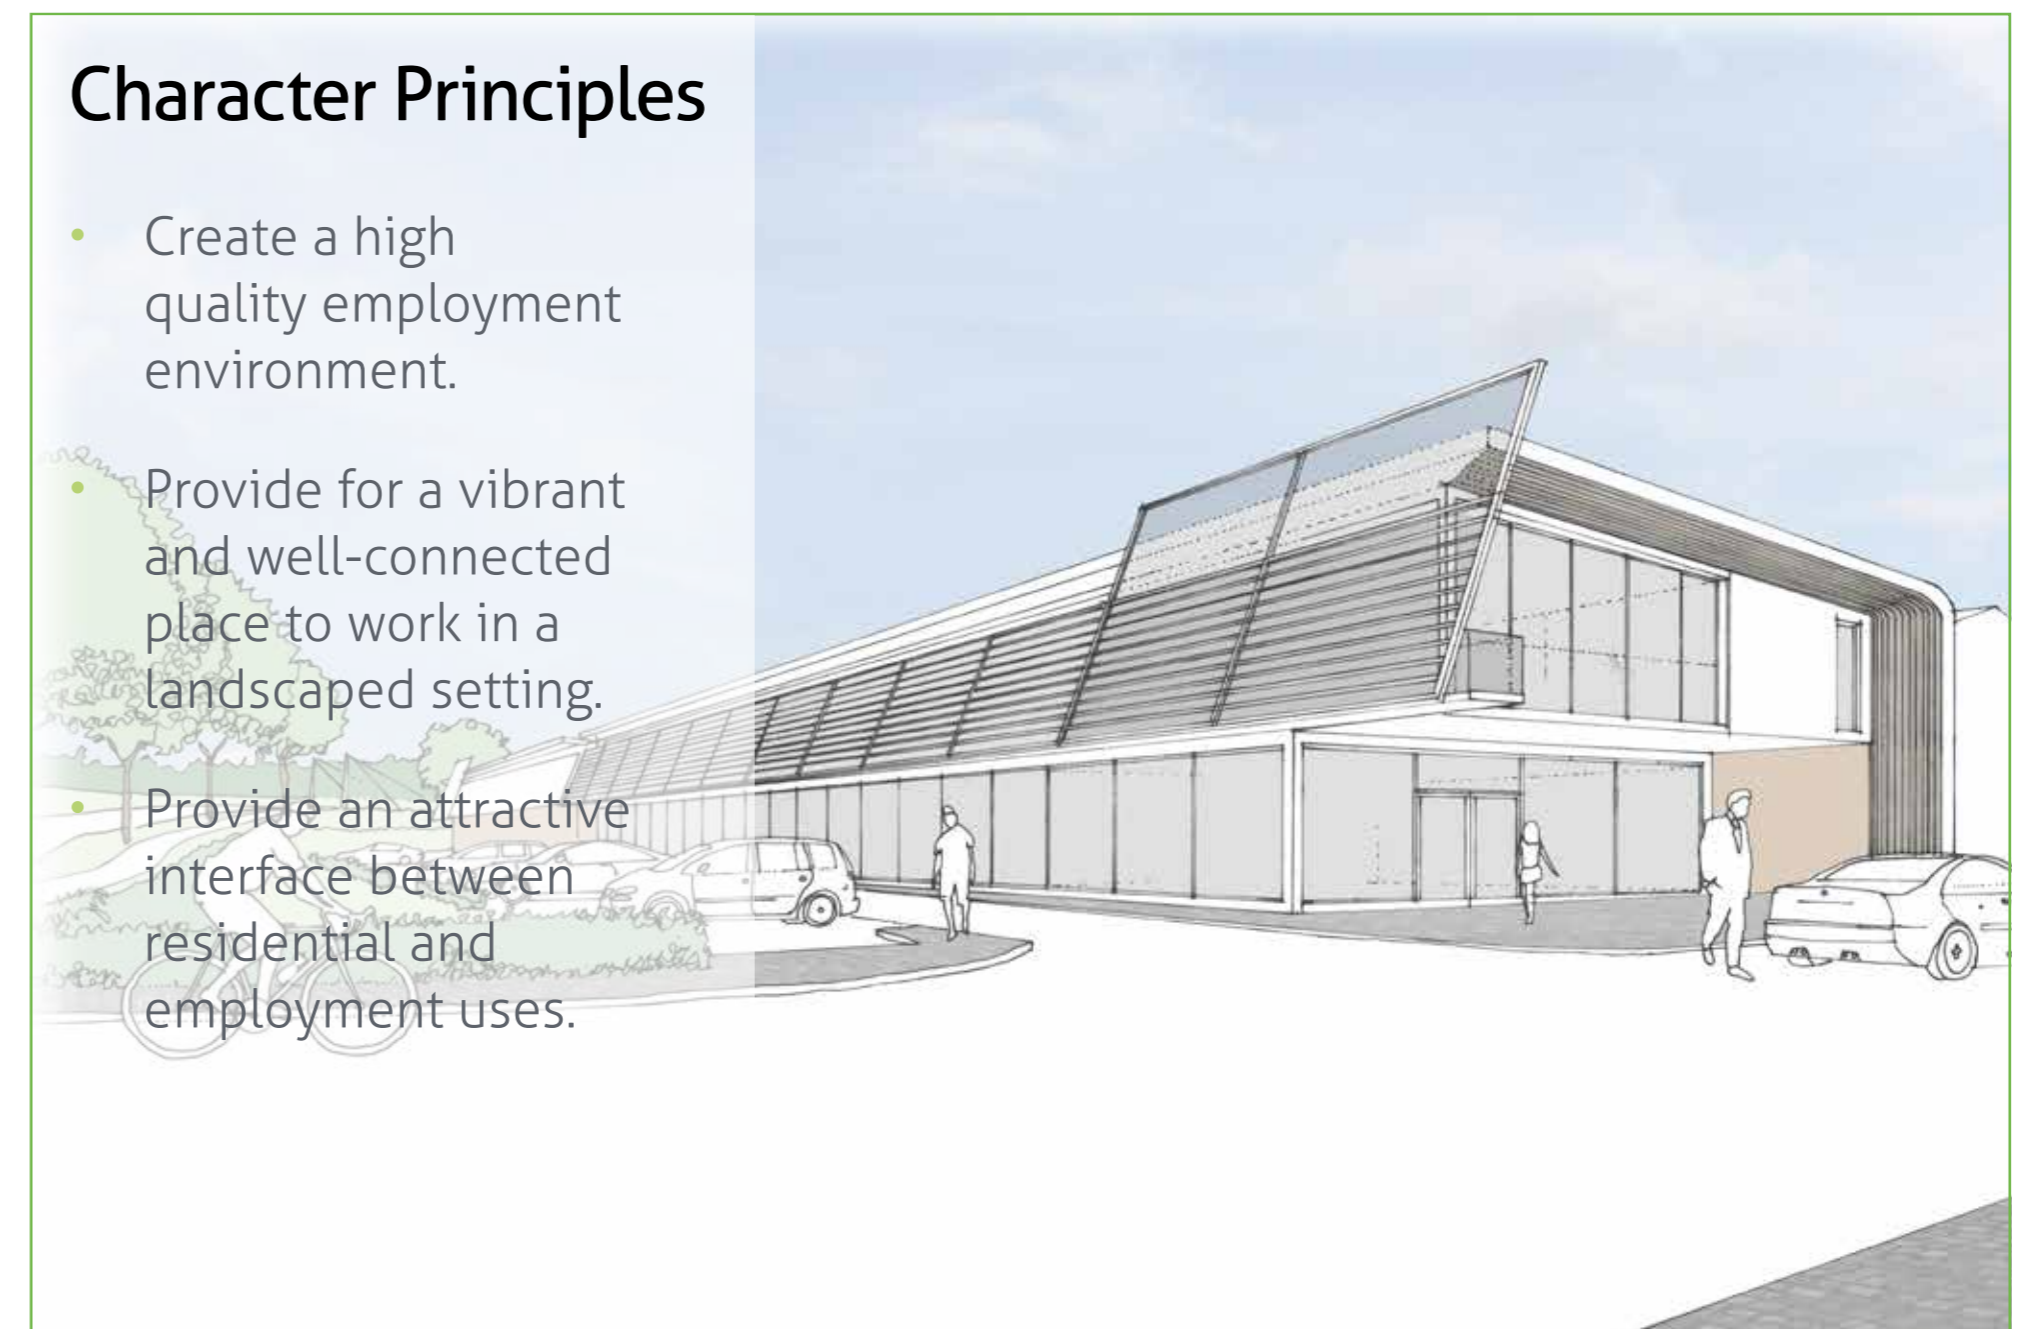 Character Principles
• Create a high
quality employment
environment.
• Provide for a vibrant
and well-connected
place to work in a
landscaped setting.
• Provide an attractive
interface between
residential and
employment uses.